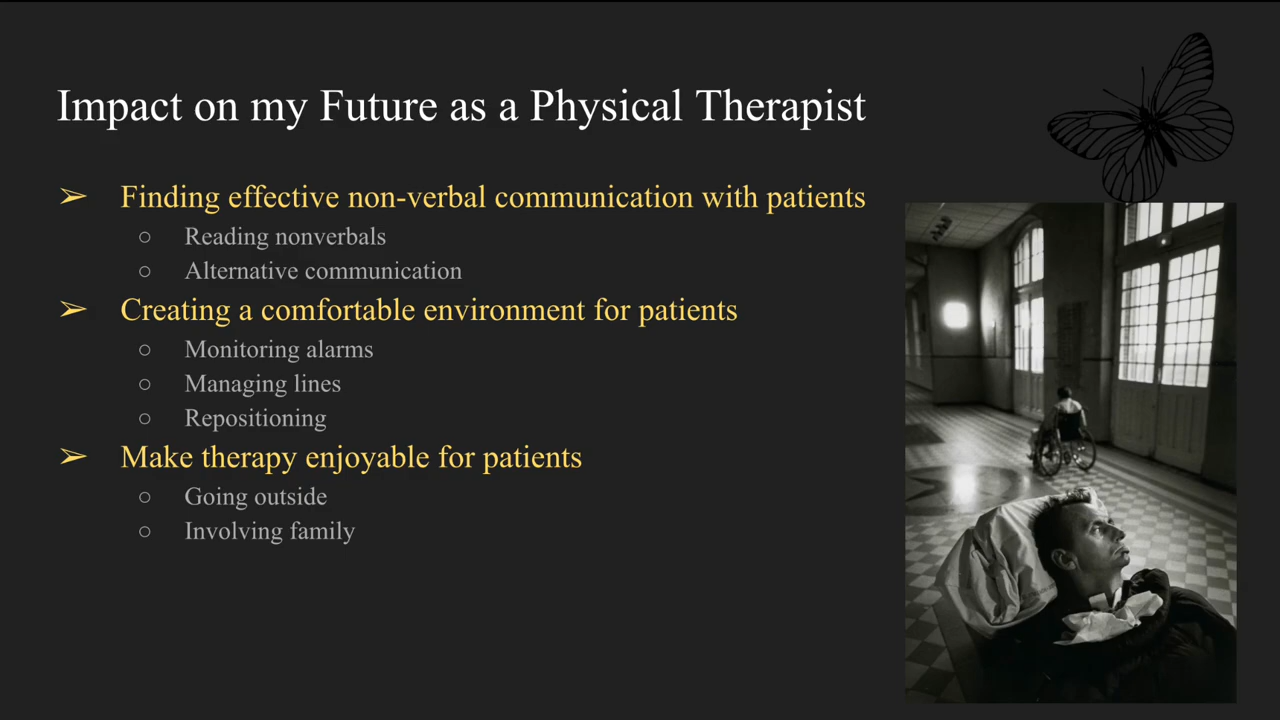 Impact on my Future as a Physical Therapist
➢ Finding effective non-verbal communication with patients
○ Reading nonverbals
○ Alternative communication
➢ Creating a comfortable environment for patients
○ Monitoring alarms
○ Managing lines
○ Repositioning
➢ Make therapy enjoyable for patients
○ Going outside
○ Involving family